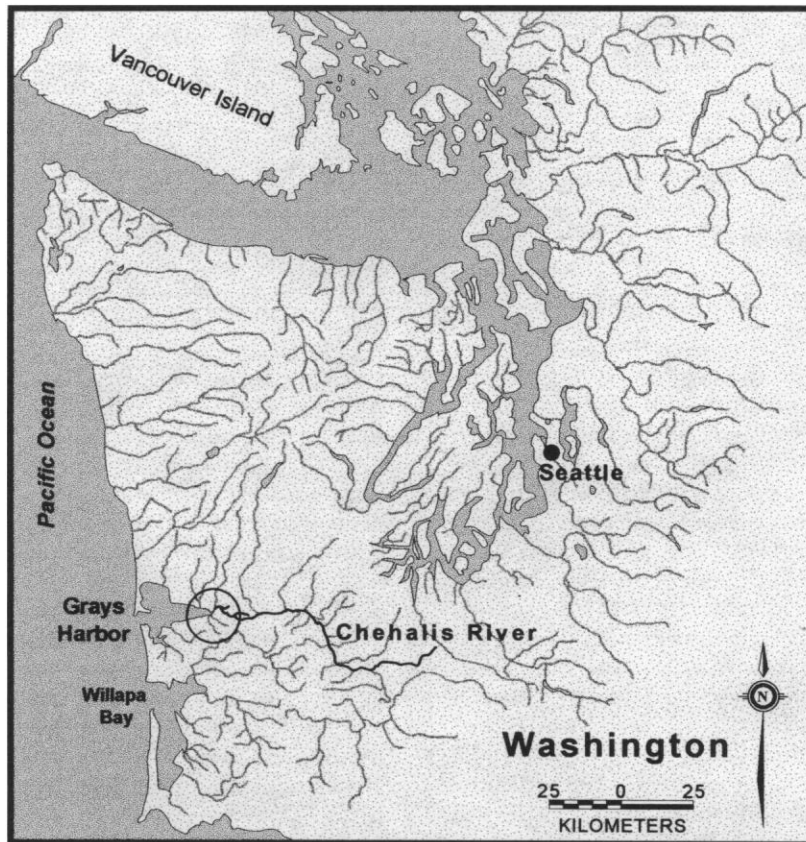 Vancouver Island
Pacific Ocean
Seattle
Grays
Harbor
Chehalis River
Willapa
Bay
N
Washington
25 0 25
KILOMETERS